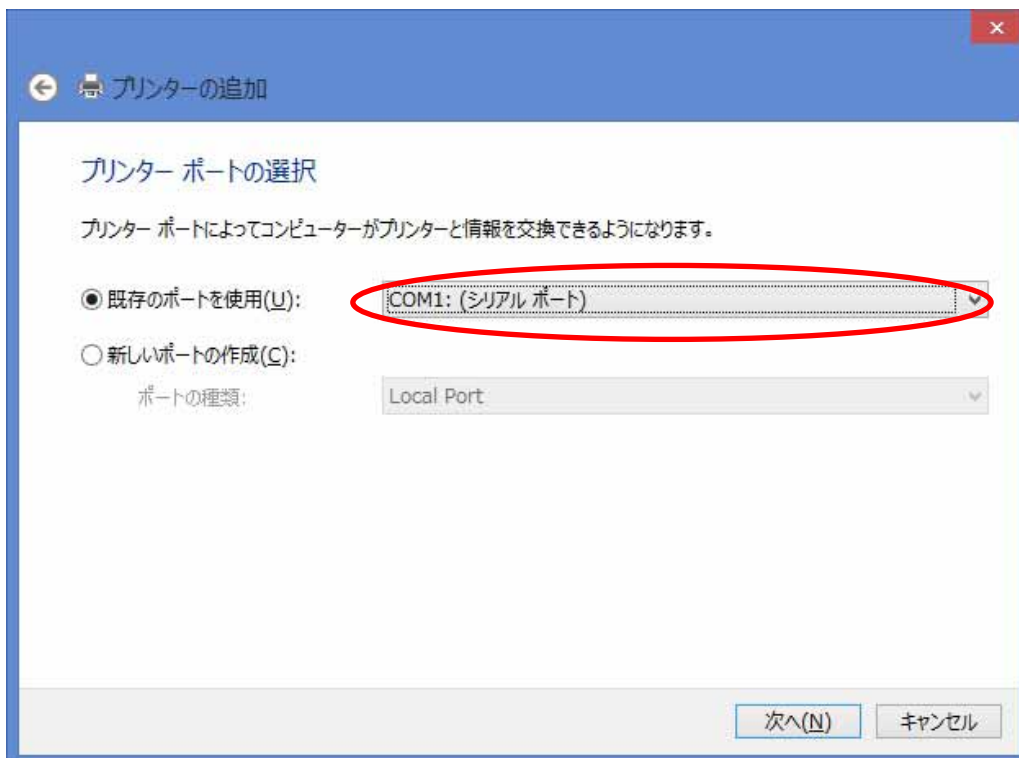 プリンターの追加
プリンター ポートの選択
プリンター ポートによってコンピューターがプリンターと情報を交換できるようになります。
既存のポートを使用(U): COM1: (シリアル ポート)
新しいポートの作成(C):
ポートの種類: Local Port
次へ(N) キャンセル